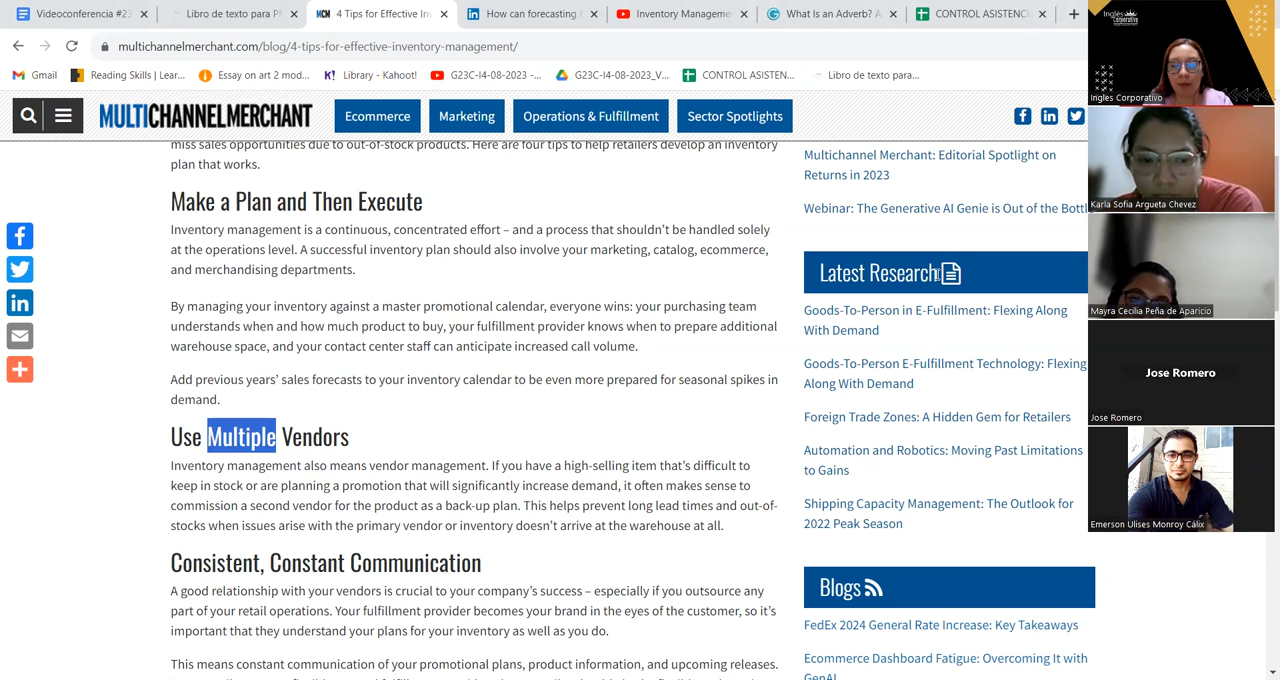 Videoconferencia #23
Libro de texto para P
4 Tips for Effective In
How can forecasting
Inventory Manageme
What Is an Adverb? A
CONTROL ASISTENC
multichannelmerchant.com/blog/4-tips-for-effective-inventory-management/
Gmail
Reading Skills | Lear...
Essay on art 2 mod...
Library - Kahoot!
G23C-I4-08-2023 -...
G23C-I4-08-2023_V...
CONTROL ASISTEN...
Libro de texto para...
MULTICHANNELMERCHANT
Ecommerce
Marketing
Operations & Fulfillment
Sector Spotlights
miss sales opportunities due to out-of-stock products. Here are four tips to help retailers develop an inventory
plan that works.
Make a Plan and Then Execute
Inventory management is a continuous, concentrated effort – and a process that shouldn't be handled solely
at the operations level. A successful inventory plan should also involve your marketing, catalog, ecommerce,
and merchandising departments.
By managing your inventory against a master promotional calendar, everyone wins: your purchasing team
understands when and how much product to buy, your fulfillment provider knows when to prepare additional
warehouse space, and your contact center staff can anticipate increased call volume.
Add previous years' sales forecasts to your inventory calendar to be even more prepared for seasonal spikes in
demand.
Use Multiple Vendors
Inventory management also means vendor management. If you have a high-selling item that's difficult to
keep in stock or are planning a promotion that will significantly increase demand, it often makes sense to
commission a second vendor for the product as a back-up plan. This helps prevent long lead times and out-of-
stocks when issues arise with the primary vendor or inventory doesn't arrive at the warehouse at all.
Consistent, Constant Communication
A good relationship with your vendors is crucial to your company's success – especially if you outsource any
part of your retail operations. Your fulfillment provider becomes your brand in the eyes of the customer, so it's
important that they understand your plans for your inventory as well as you do.
This means constant communication of your promotional plans, product information, and upcoming releases.
Multichannel Merchant: Editorial Spotlight on
Returns in 2023
Webinar: The Generative AI Genie is Out of the Bottl
Latest Research
Goods-To-Person in E-Fulfillment: Flexing Along
With Demand
Goods-To-Person E-Fulfillment Technology: Flexing
Along With Demand
Foreign Trade Zones: A Hidden Gem for Retailers
Automation and Robotics: Moving Past Limitations
to Gains
Shipping Capacity Management: The Outlook for
2022 Peak Season
Blogs
FedEx 2024 General Rate Increase: Key Takeaways
Ecommerce Dashboard Fatigue: Overcoming It with
GenAI
Inglés
Corporativo
Ingles Corporativo
Karla Sofia Argueta Chevez
Mayra Cecilia Peña de Aparicio
Jose Romero
Jose Romero
Emerson Ulises Monroy Cálix